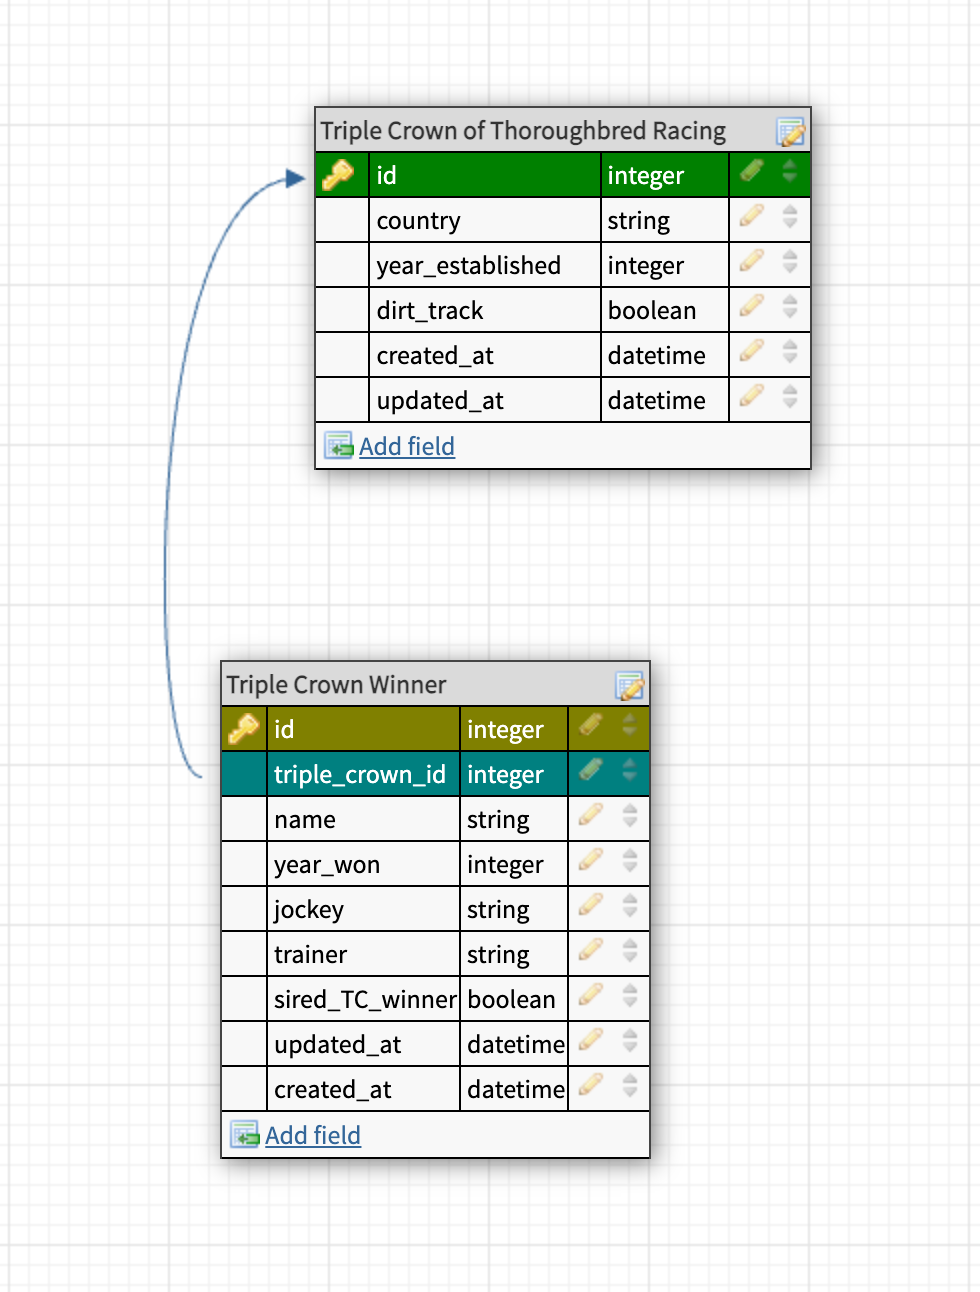 Triple Crown of Thoroughbred Racing
id integer
country string
year_established integer
dirt_track boolean
created_at datetime
updated_at datetime
Add field
Triple Crown Winner
id integer
triple_crown_id integer
name string
year_won integer
jockey string
trainer string
sired_TC_winner boolean
updated_at datetime
created_at datetime
Add field